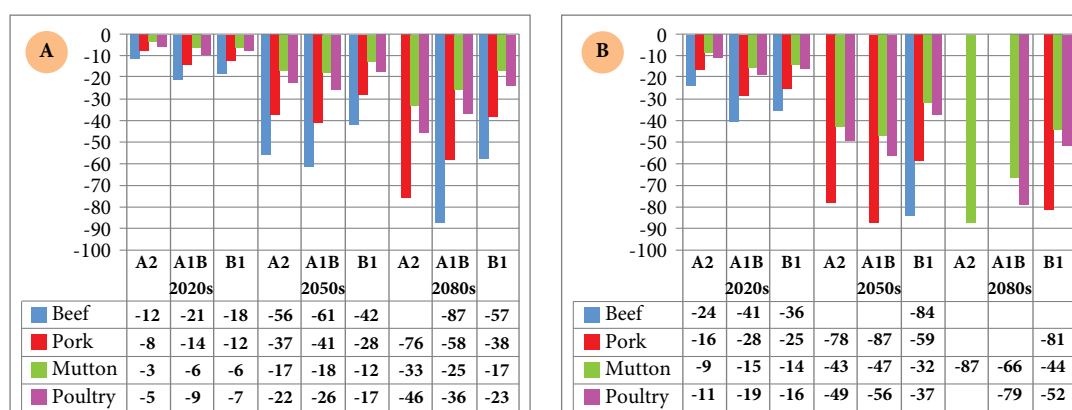 A
0
-10
-20
-30
-40
-50
-60
-70
-80
-90
-100
A2 A1B B1 A2 A1B B1 A2 A1B B1
2020s 2050s 2080s
Beef -12 -21 -18 -56 -61 -42 -87 -57
Pork -8 -14 -12 -37 -41 -28 -76 -58 -38
Mutton -3 -6 -6 -17 -18 -12 -33 -25 -17
Poultry -5 -9 -7 -22 -26 -17 -46 -36 -23
B
0
-10
-20
-30
-40
-50
-60
-70
-80
-90
-100
A2 A1B B1 A2 A1B B1 A2 A1B B1
2020s 2050s 2080s
Beef -24 -41 -36 -84
Pork -16 -28 -25 -78 -87 -59 -81
Mutton -9 -15 -14 -43 -47 -32 -87 -66 -44
Poultry -11 -19 -16 -49 -56 -37 -79 -52